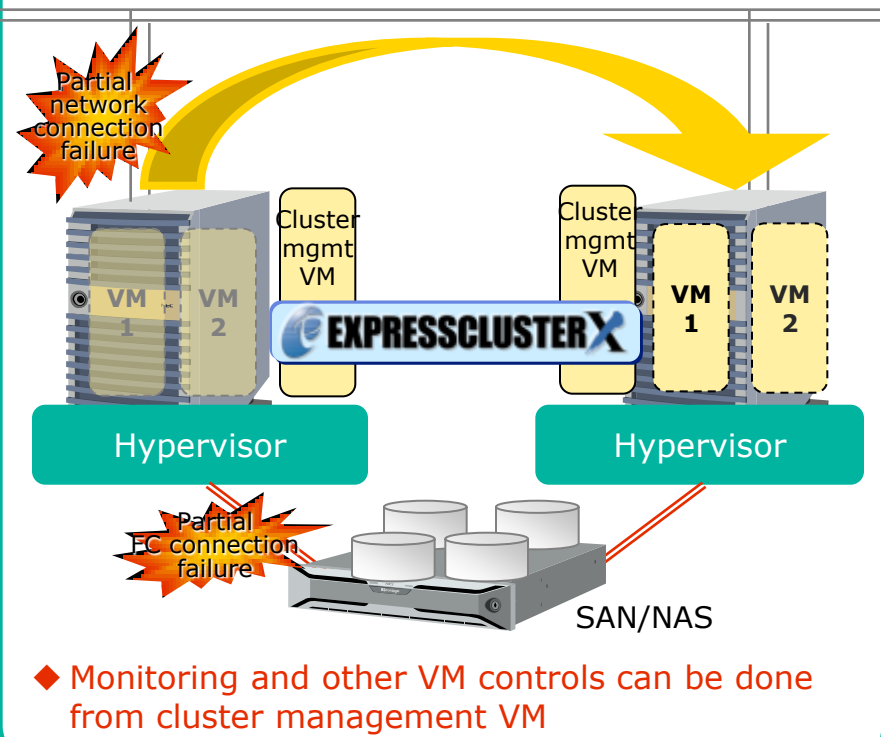 Partial
network
connection
failure
Cluster
mgmt
VM
Cluster
mgmt
VM
VM
1
VM
2
VM
1
VM
2
EXPRESSCLUSTER X
Hypervisor
Hypervisor
Partial
FC connection
failure
SAN/NAS
◆ Monitoring and other VM controls can be done
from cluster management VM